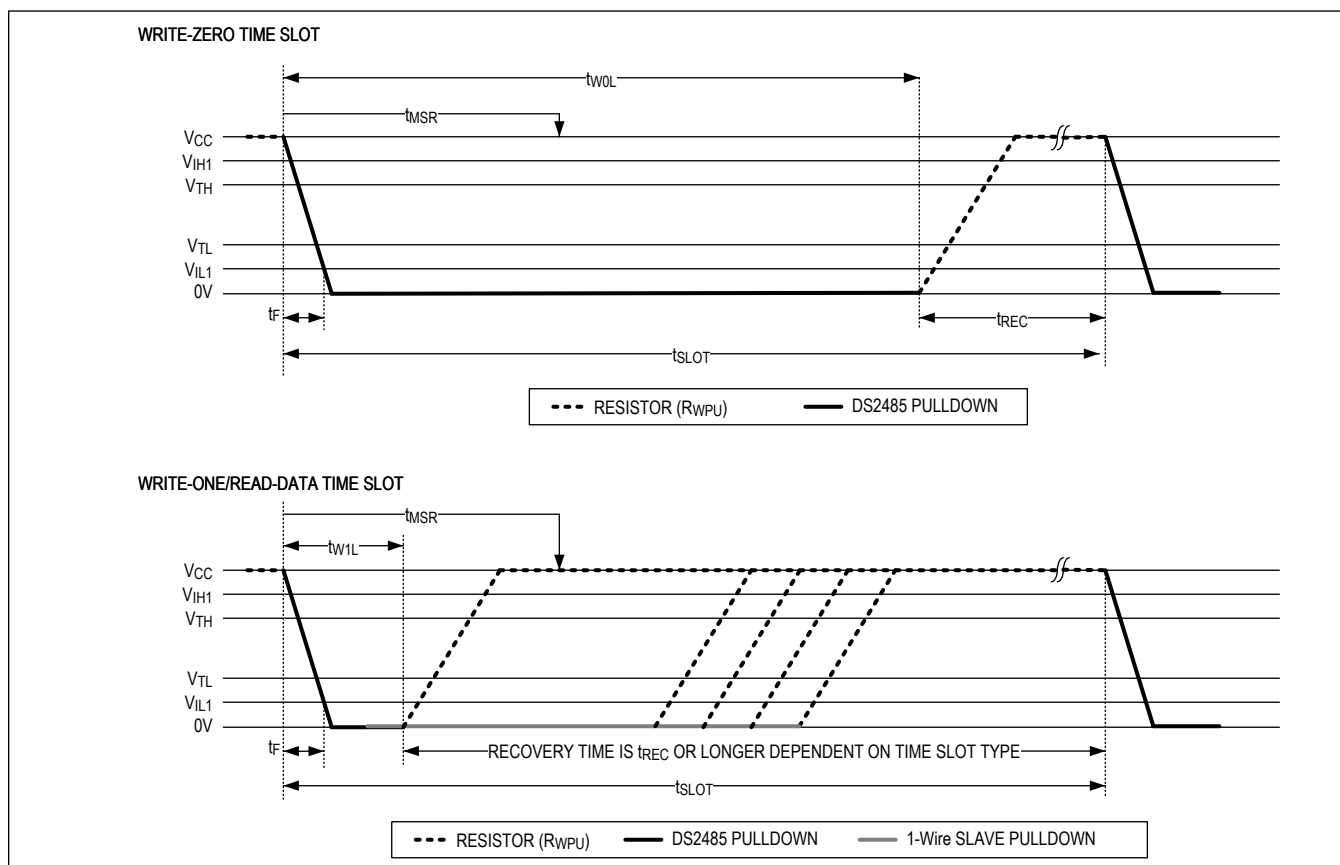 WRITE-ZERO TIME SLOT
tW0L
tMSR
VCC
VIH1
VTH
VTL
VIL1
0V
tF
tREC
tSLOT
RESISTOR (RWPU) DS2485 PULLDOWN
WRITE-ONE/READ-DATA TIME SLOT
tMSR
tW1L
VCC
VIH1
VTH
VTL
VIL1
0V
tF
RECOVERY TIME IS tREC OR LONGER DEPENDENT ON TIME SLOT TYPE
tSLOT
RESISTOR (RWPU) DS2485 PULLDOWN 1-Wire SLAVE PULLDOWN